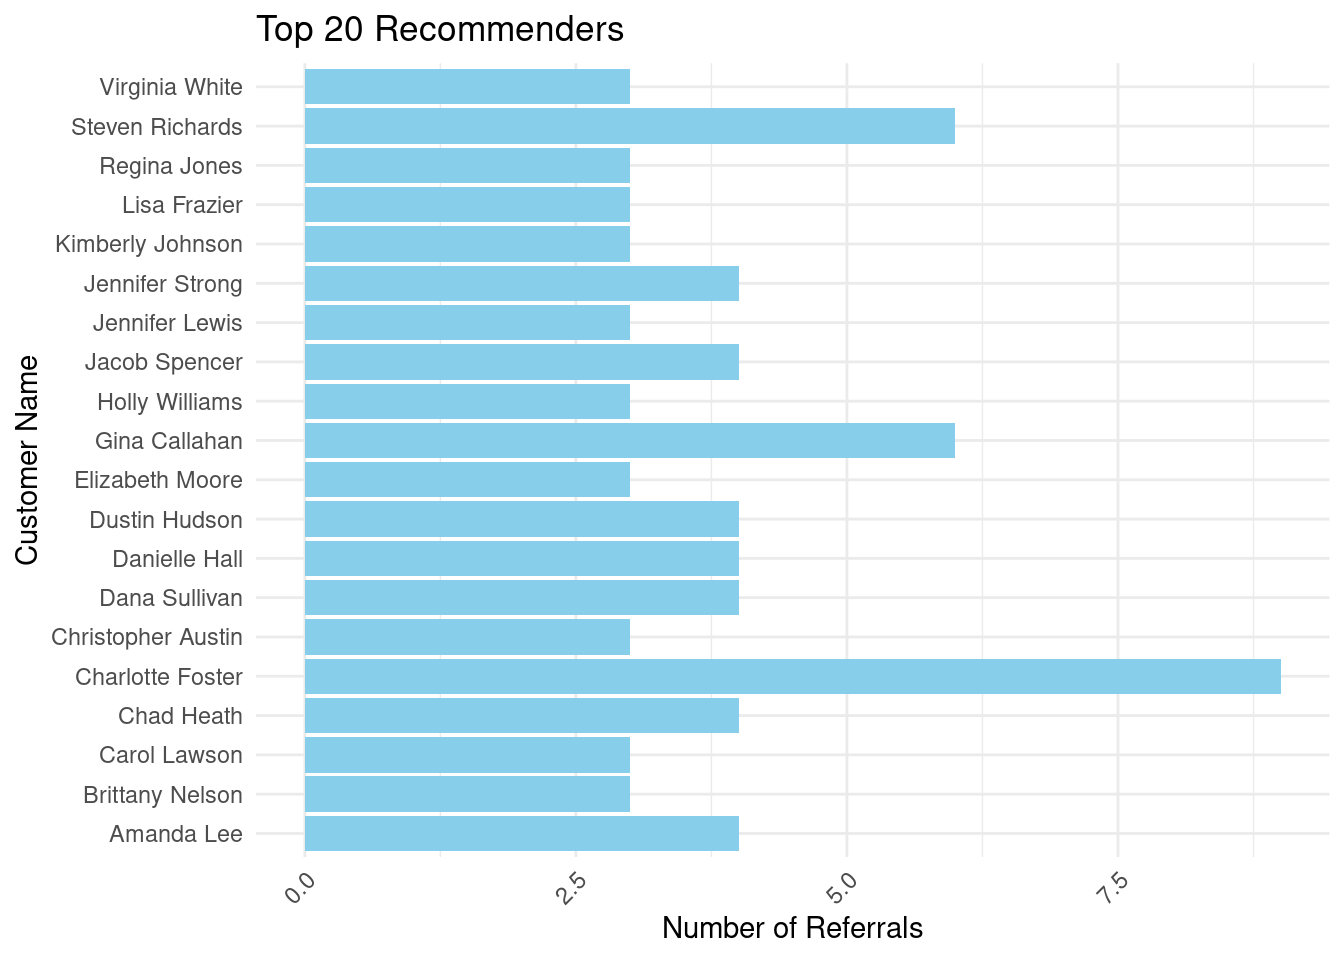 Top 20 Recommenders
Customer Name
Virginia White
Steven Richards
Regina Jones
Lisa Frazier
Kimberly Johnson
Jennifer Strong
Jennifer Lewis
Jacob Spencer
Holly Williams
Gina Callahan
Elizabeth Moore
Dustin Hudson
Danielle Hall
Dana Sullivan
Christopher Austin
Charlotte Foster
Chad Heath
Carol Lawson
Brittany Nelson
Amanda Lee
0.0 2.5 5.0 7.5
Number of Referrals